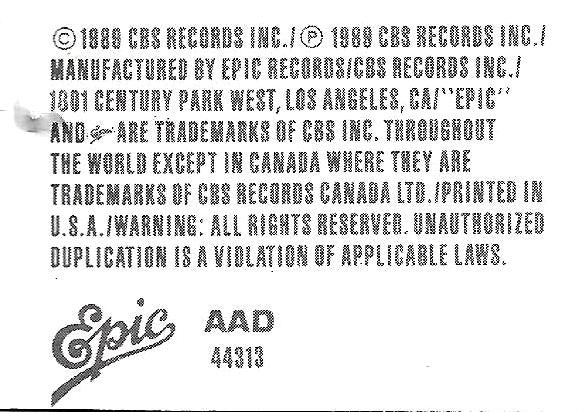 © 1989 CBS RECORDS INC./ ℗ 1989 CBS RECORDS INC./
MANUFACTURED BY EPIC RECORDS/CBS RECORDS INC./
1801 CENTURY PARK WEST, LOS ANGELES, CA/"EPIC"
AND Epic ARE TRADEMARKS OF CBS INC. THROUGHOUT
THE WORLD EXCEPT IN CANADA WHERE THEY ARE
TRADEMARKS OF CBS RECORDS CANADA LTD./PRINTED IN
U.S.A./WARNING: ALL RIGHTS RESERVED. UNAUTHORIZED
DUPLICATION IS A VIOLATION OF APPLICABLE LAWS.
Epic AAD
44313